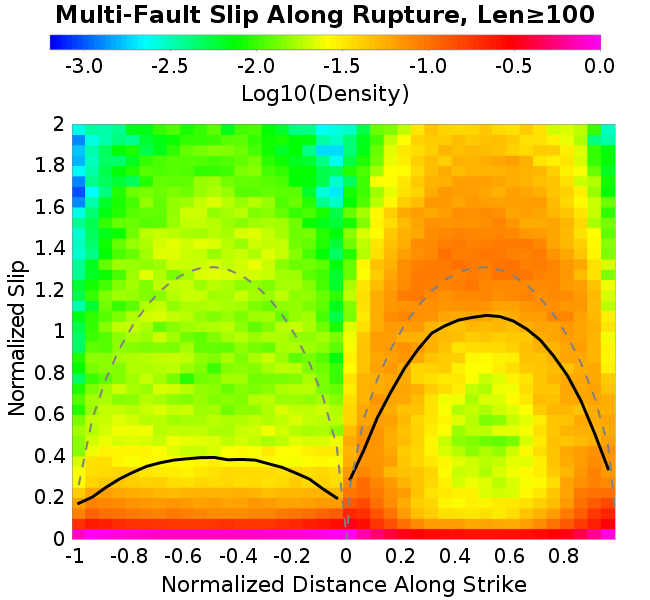 Multi-Fault Slip Along Rupture, Len≥100
-3.0 -2.5 -2.0 -1.5 -1.0 -0.5 0.0
Log10(Density)
Normalized Slip
2
1.8
1.6
1.4
1.2
1
0.8
0.6
0.4
0.2
0
-1 -0.8 -0.6 -0.4 -0.2 0 0.2 0.4 0.6 0.8
Normalized Distance Along Strike